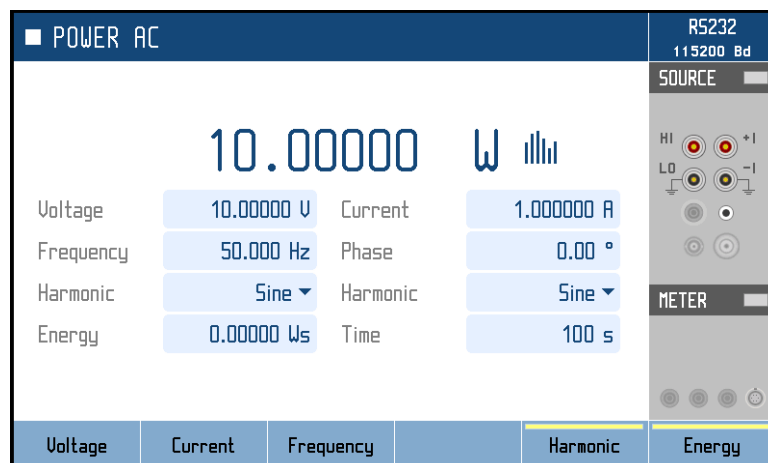 POWER AC
RS232
115200 Bd
SOURCE
10.00000 W
HI +I
LO -I
Voltage 10.00000 V Current 1.000000 A
Frequency 50.000 Hz Phase 0.00 °
Harmonic Sine Harmonic Sine
Energy 0.00000 Ws Time 100 s
METER
Voltage Current Frequency Harmonic Energy